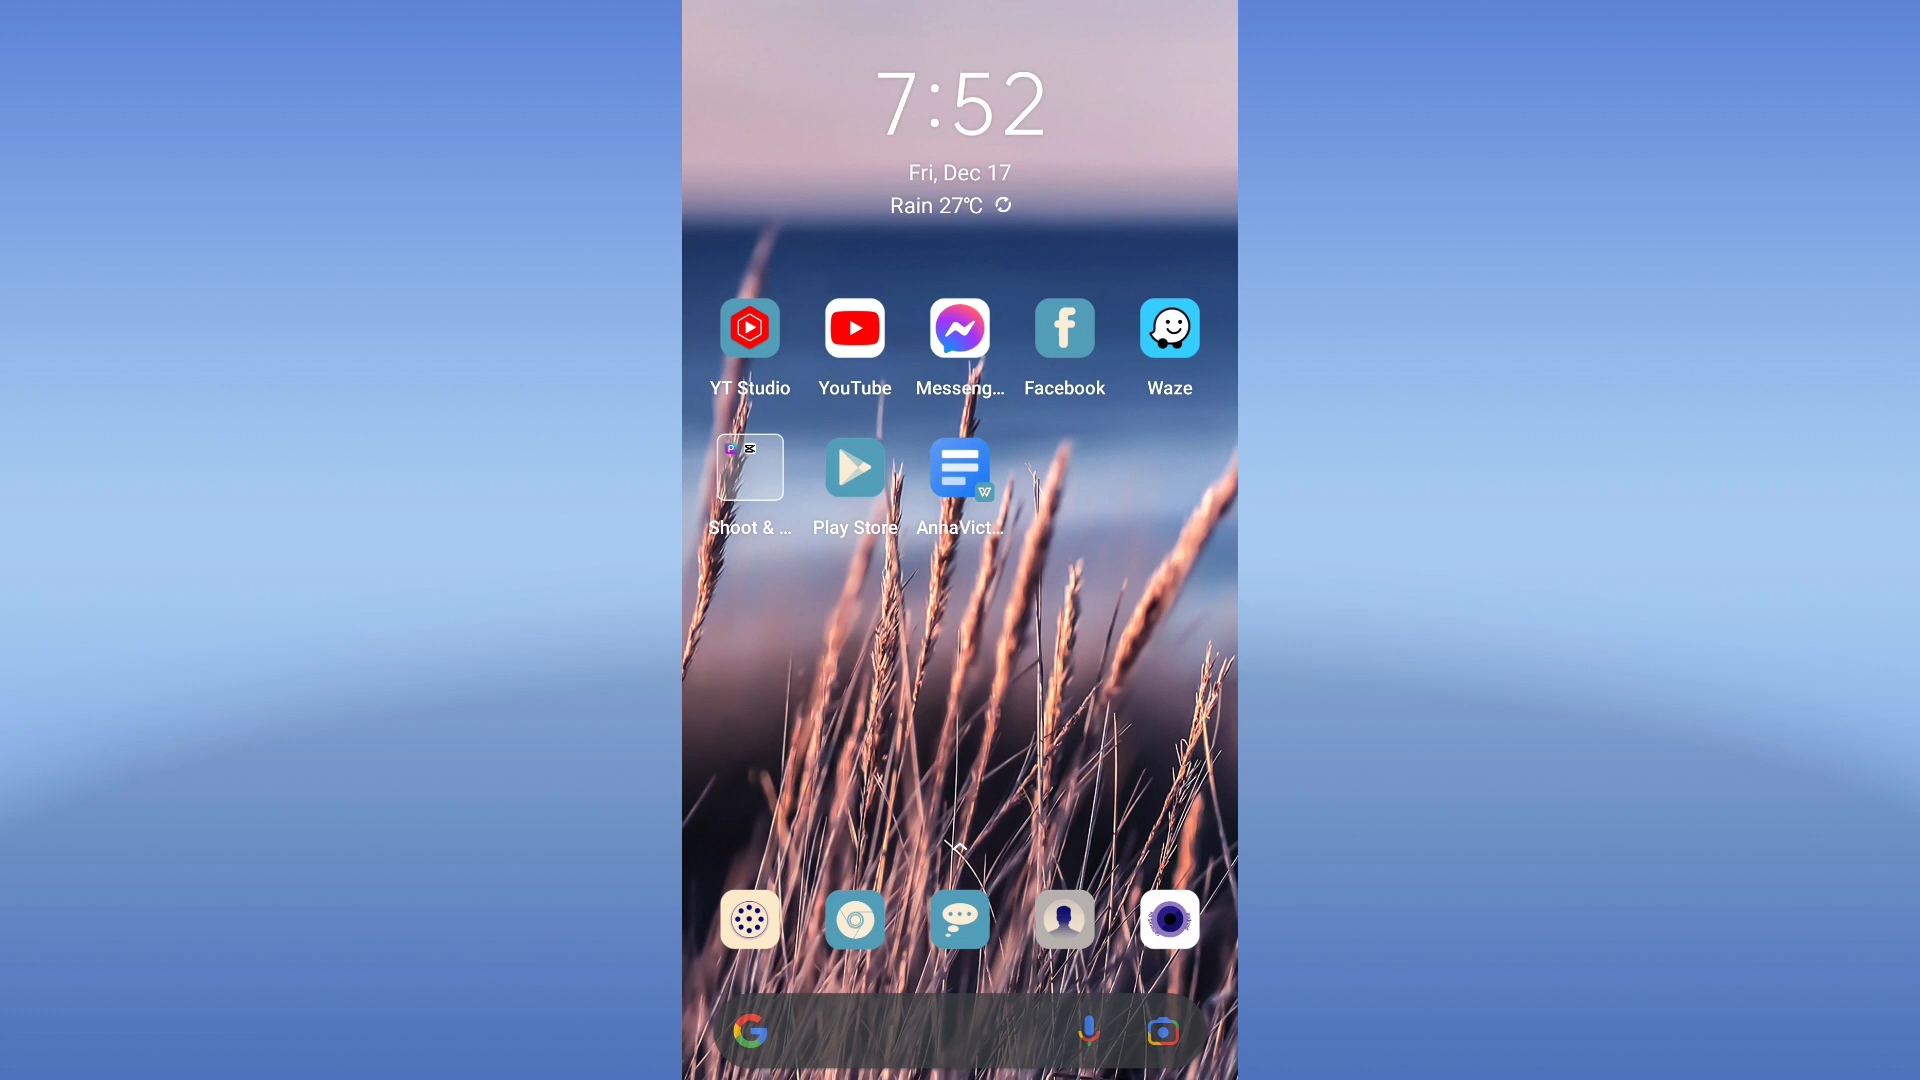 7:52
Fri, Dec 17
Rain 27℃
YT Studio
YouTube
Messeng...
Facebook
Waze
Shoot & ...
Play Store
AnnaVict...